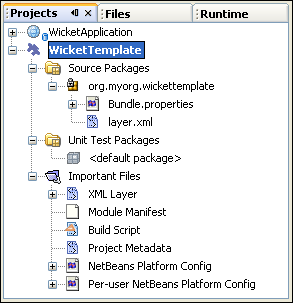 Projects Files Runtime
WicketApplication
WicketTemplate
Source Packages
org.myorg.wickettemplate
Bundle.properties
layer.xml
Unit Test Packages
<default package>
Important Files
XML Layer
Module Manifest
Build Script
Project Metadata
NetBeans Platform Config
Per-user NetBeans Platform Config